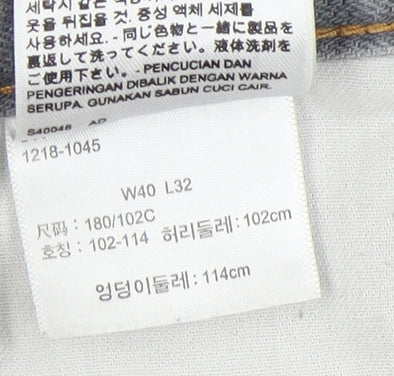 세탁시 같은
옷을 뒤집을 것. 중성 액체 세제를
사용하세요. - 同じ色物と一緒に製品を
裏返して洗ってください。液体洗剤を
ご使用下さい。- PENCUCIAN DAN
PENGERINGAN DIBALIK DENGAN WARNA
SERUPA. GUNAKAN SABUN CUCI CAIR.
1218-1045
W40 L32
尺码 : 180/102C
호칭 : 102-114 허리둘레 : 102cm
엉덩이둘레 : 114cm